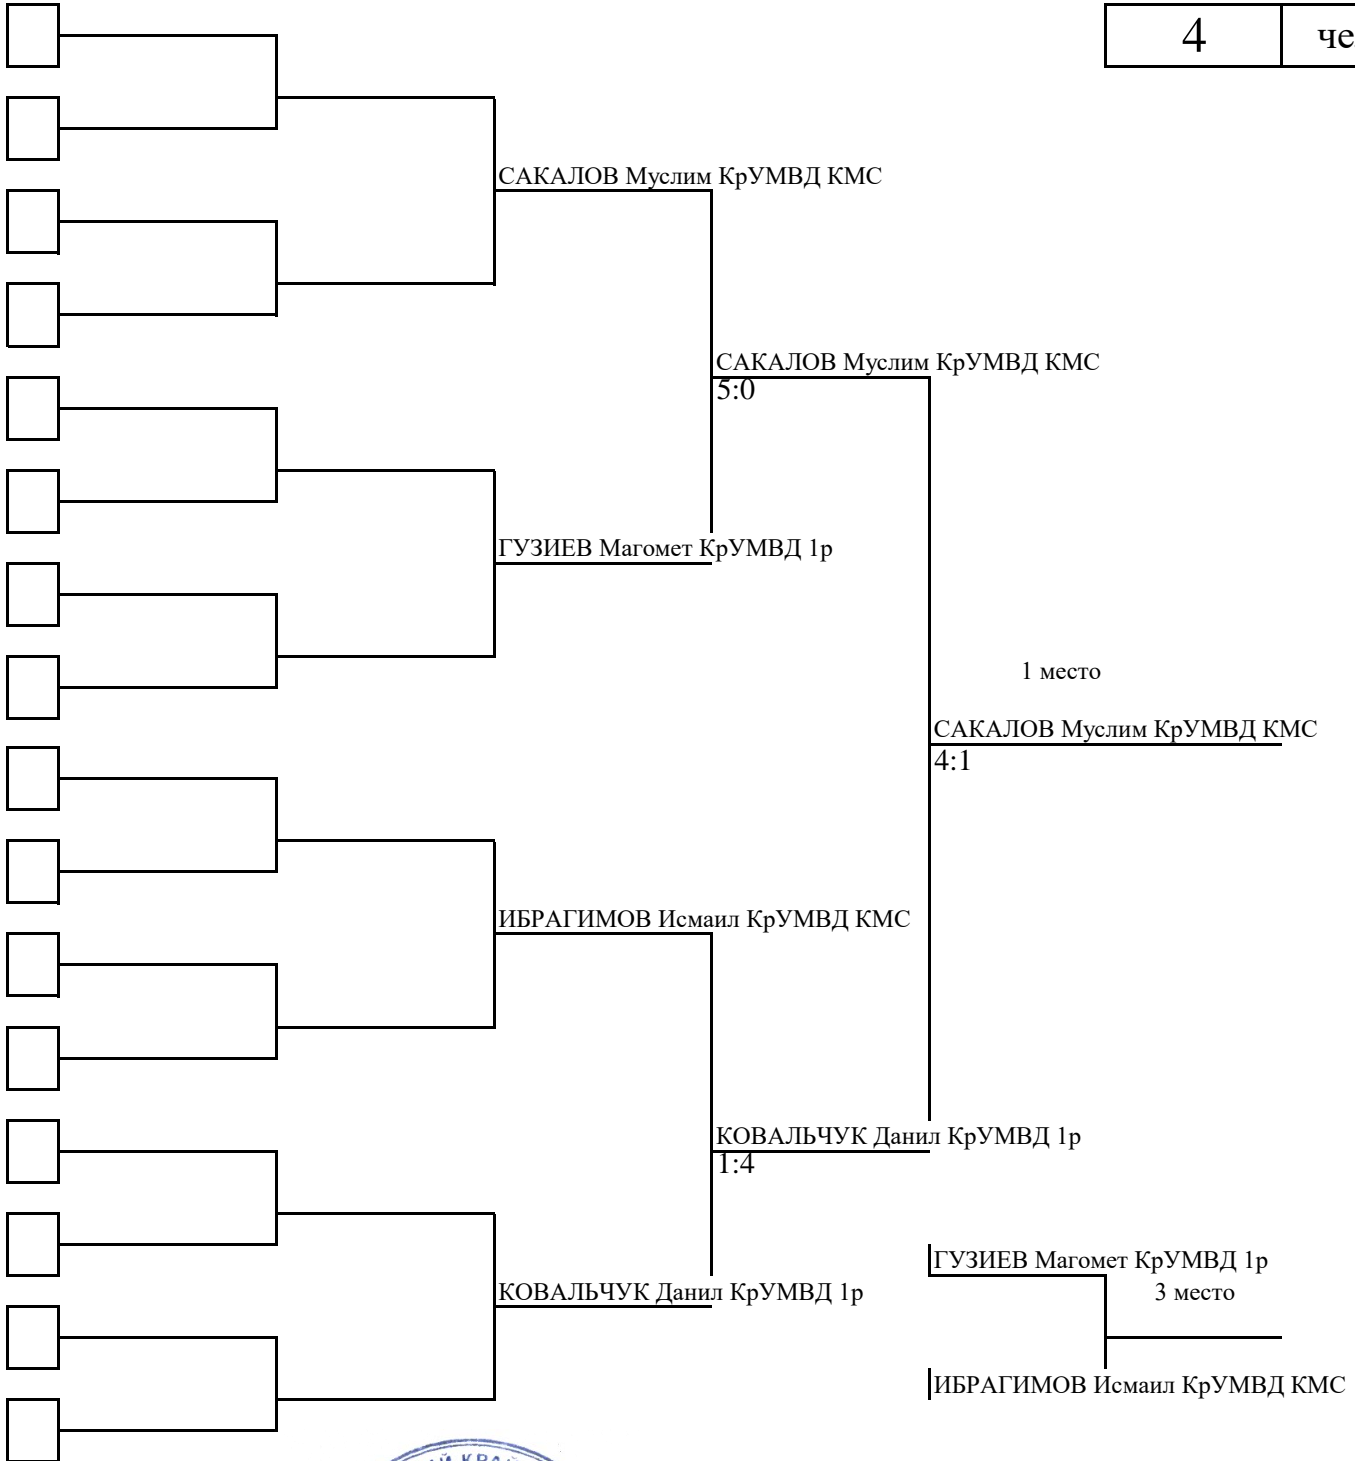 4
че
САКАЛОВ Муслим КрУМВД КМС
САКАЛОВ Муслим КрУМВД КМС
5:0
ГУЗИЕВ Магомет КрУМВД 1р
1 место
САКАЛОВ Муслим КрУМВД КМС
4:1
ИБРАГИМОВ Исмаил КрУМВД КМС
КОВАЛЬЧУК Данил КрУМВД 1р
1:4
ГУЗИЕВ Магомет КрУМВД 1р
КОВАЛЬЧУК Данил КрУМВД 1р
3 место
ИБРАГИМОВ Исмаил КрУМВД КМС